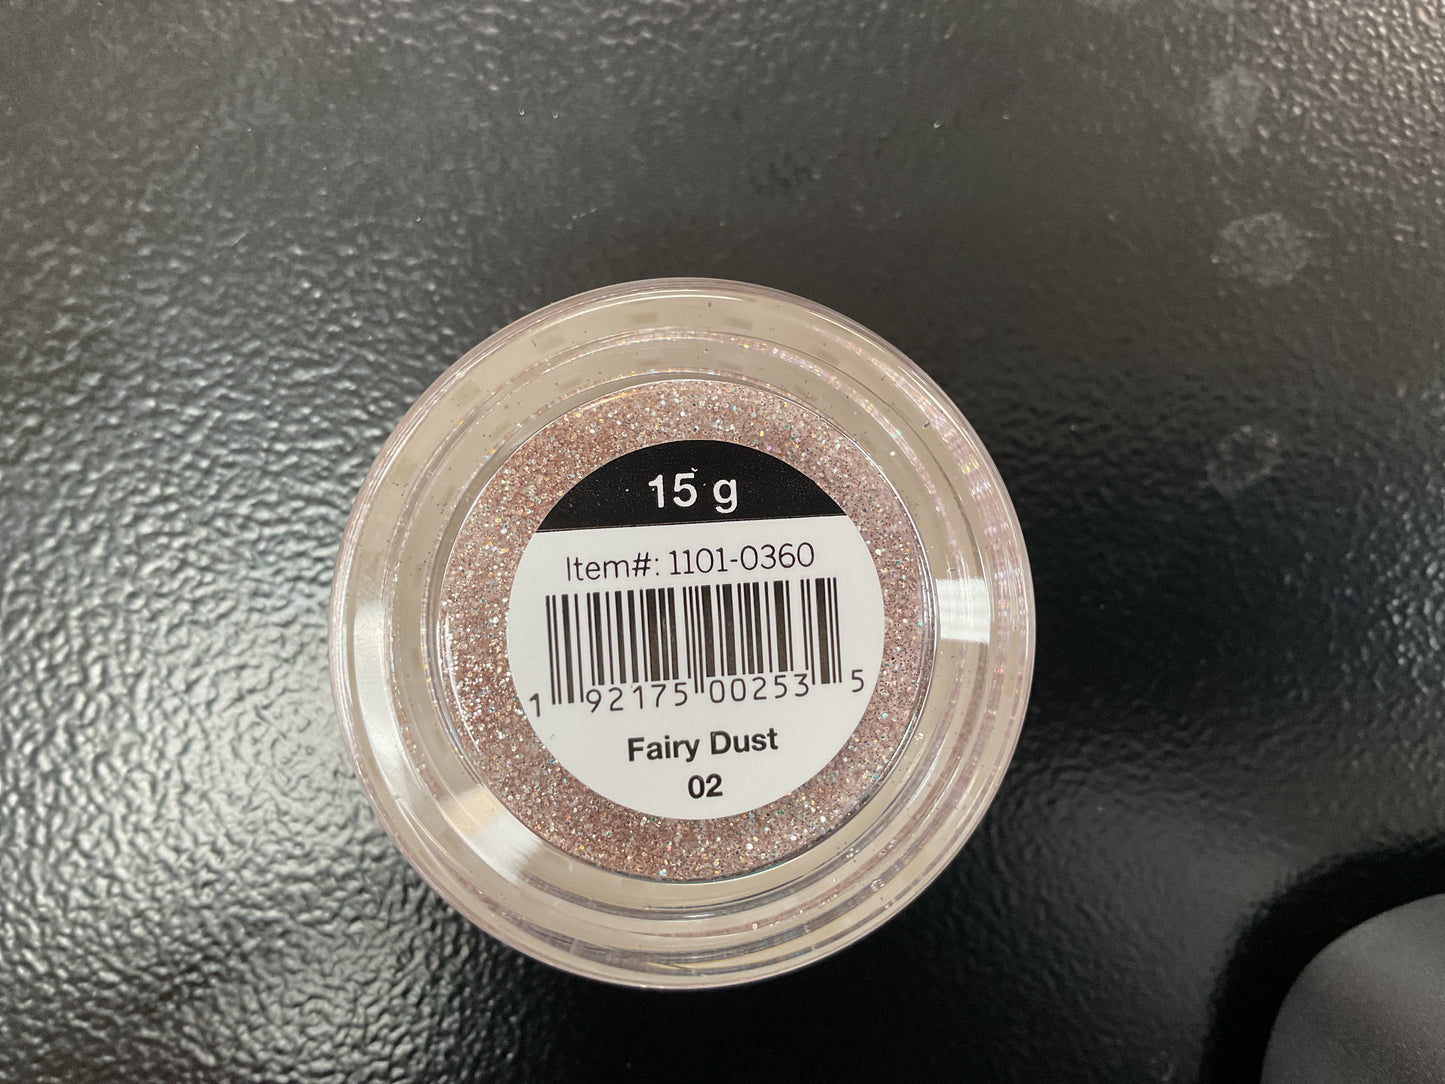 15 g
Item#: 1101-0360
1 92175 00253 5
Fairy Dust
02